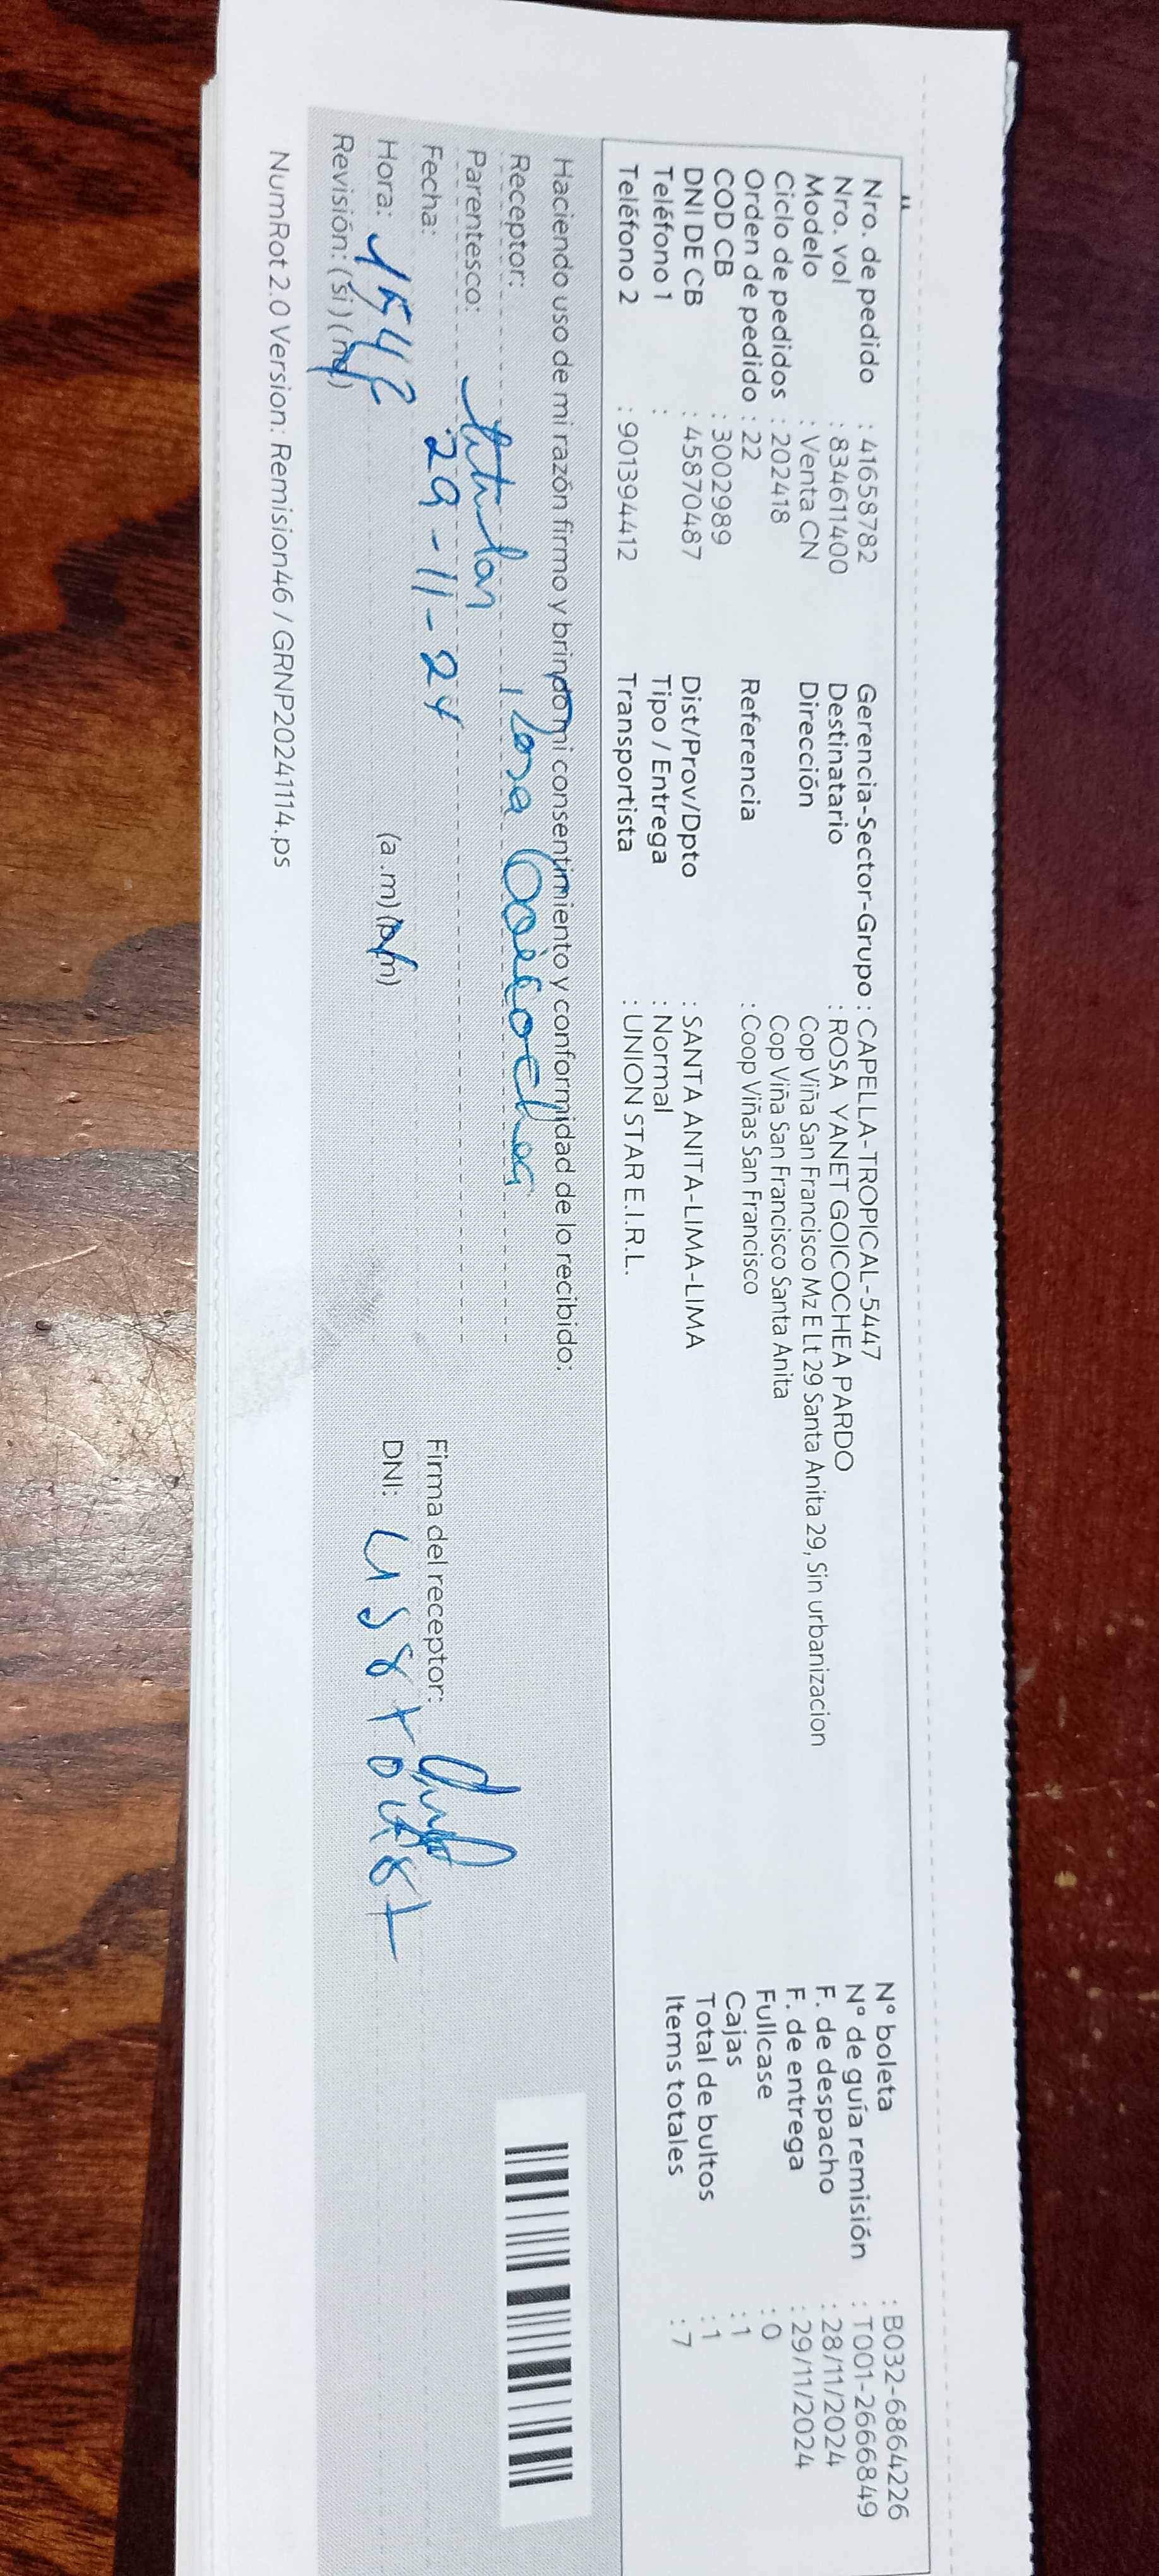 Nro. de pedido : 41658782
Nro. vol : 834611400
Modelo : Venta CN
Ciclo de pedidos : 202418
Orden de pedido : 22
COD CB : 3002989
DNI DE CB : 45870487
Teléfono 1 :
Teléfono 2 : 901394412
Gerencia-Sector-Grupo : CAPELLA-TROPICAL-5447
Destinatario : ROSA YANET GOICOCHEA PARDO
Dirección Cop Viña San Francisco Mz E Lt 29 Santa Anita 29, Sin urbanizacion
Cop Viña San Francisco Santa Anita
Referencia : Coop Viñas San Francisco
Dist/Prov/Dpto : SANTA ANITA-LIMA-LIMA
Tipo / Entrega : Normal
Transportista : UNION STAR E.I.R.L.
N° boleta : B032-6864226
N° de guía remisión : T001-2666849
F. de despacho : 28/11/2024
F. de entrega : 29/11/2024
Fullcase : 0
Cajas : 1
Total de bultos : 1
Items totales : 7
Haciendo uso de mi razón firmo y brindo mi consentimiento y conformidad de lo recibido:
Receptor: Rosa Goicochea
Parentesco: titular
Fecha: 29-11-24
Hora: (a.m) (p.m)
Revisión: (si) (no)
Firma del receptor:
DNI: 45870487
NumRot 2.0 Version: Remision46 / GRNP20241114.ps